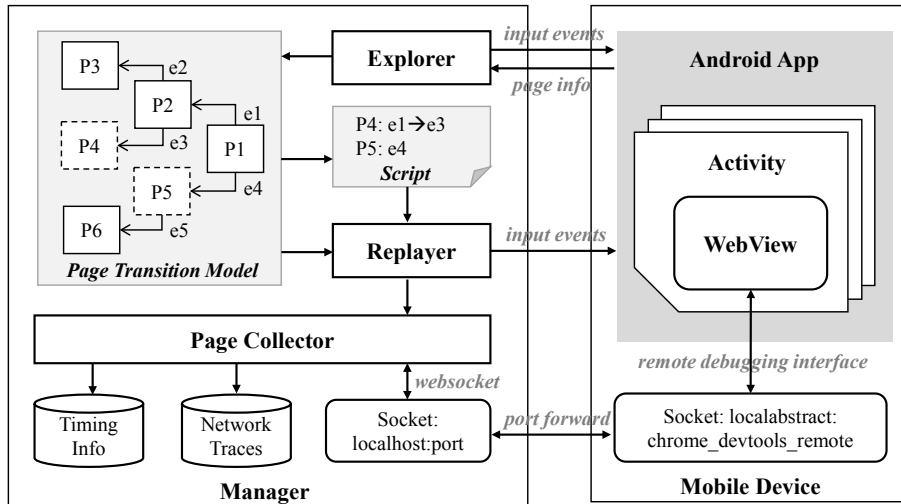 Explorer
input events
page info
Android App
P3
e2
P2
e1
P4
e3
P1
P5
e4
P6
e5
Page Transition Model
P4: e1→e3
P5: e4
Script
Activity
WebView
Replayer
input events
Page Collector
remote debugging interface
websocket
Timing
Info
Network
Traces
Socket:
localhost:port
port forward
Socket: localabstract:
chrome_devtools_remote
Manager
Mobile Device